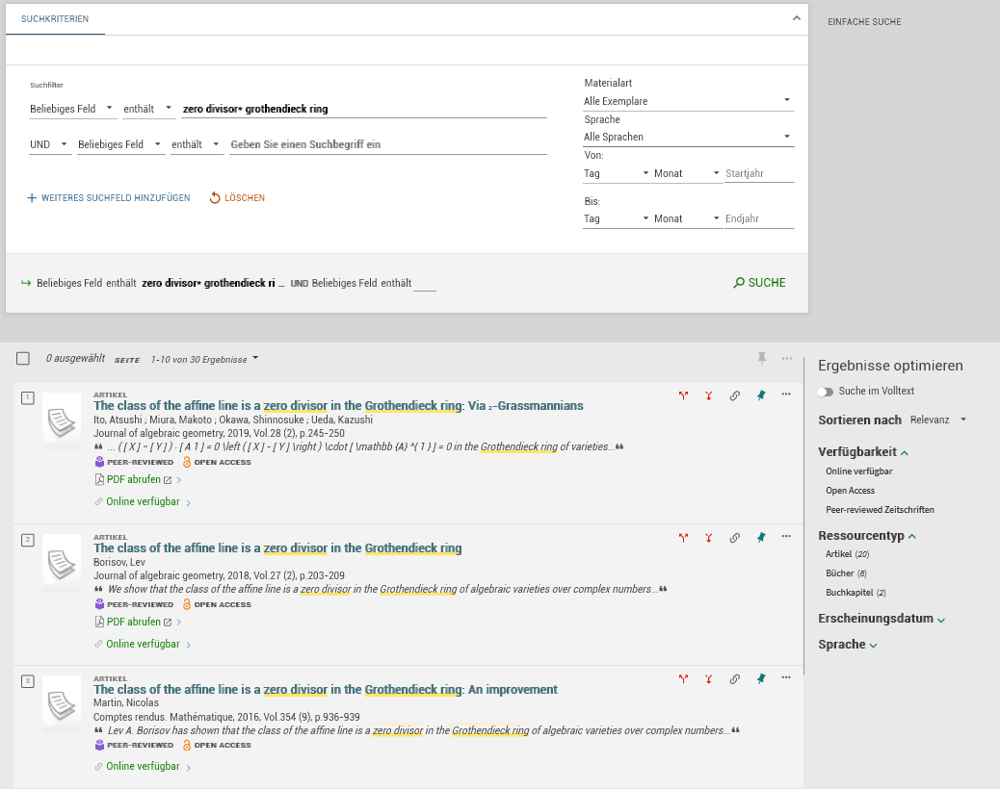 SUCHKRITERIEN
EINFACHE SUCHE
Suchfilter
Beliebiges Feld enthält zero divisor* grothendieck ring
UND Beliebiges Feld enthält Geben Sie einen Suchbegriff ein
WEITERES SUCHFELD HINZUFÜGEN LÖSCHEN
Materialart
Alle Exemplare
Sprache
Alle Sprachen
Von:
Tag Monat Startjahr
Bis:
Tag Monat Endjahr
Beliebiges Feld enthält zero divisor* grothendieck ri ... UND Beliebiges Feld enthält
SUCHE
0 ausgewählt SEITE 1-10 von 30 Ergebnisse
1
ARTIKEL
The class of the affine line is a zero divisor in the Grothendieck ring: Via ₂-Grassmannians
Ito, Atsushi ; Miura, Makoto ; Okawa, Shinnosuke ; Ueda, Kazushi
Journal of algebraic geometry, 2019, Vol.28 (2), p.245-250
❝ ... ( [ X ] − [ Y ] ) · [ A 1 ] = 0 \left ( [ X ] - [ Y ] \right ) \cdot [ \mathbb {A} ^{ 1 } ] = 0 in the Grothendieck ring of varieties...❝
PEER-REVIEWED OPEN ACCESS
PDF abrufen
Online verfügbar
2
ARTIKEL
The class of the affine line is a zero divisor in the Grothendieck ring
Borisov, Lev
Journal of algebraic geometry, 2018, Vol.27 (2), p.203-209
❝ We show that the class of the affine line is a zero divisor in the Grothendieck ring of algebraic varieties over complex numbers...❝
PEER-REVIEWED OPEN ACCESS
PDF abrufen
Online verfügbar
3
ARTIKEL
The class of the affine line is a zero divisor in the Grothendieck ring: An improvement
Martin, Nicolas
Comptes rendus. Mathématique, 2016, Vol.354 (9), p.936-939
❝ Lev A. Borisov has shown that the class of the affine line is a zero divisor in the Grothendieck ring of algebraic varieties over complex numbers...❝
PEER-REVIEWED OPEN ACCESS
Online verfügbar
Ergebnisse optimieren
Suche im Volltext
Sortieren nach Relevanz
Verfügbarkeit
Online verfügbar
Open Access
Peer-reviewed Zeitschriften
Ressourcentyp
Artikel (20)
Bücher (8)
Buchkapitel (2)
Erscheinungsdatum
Sprache